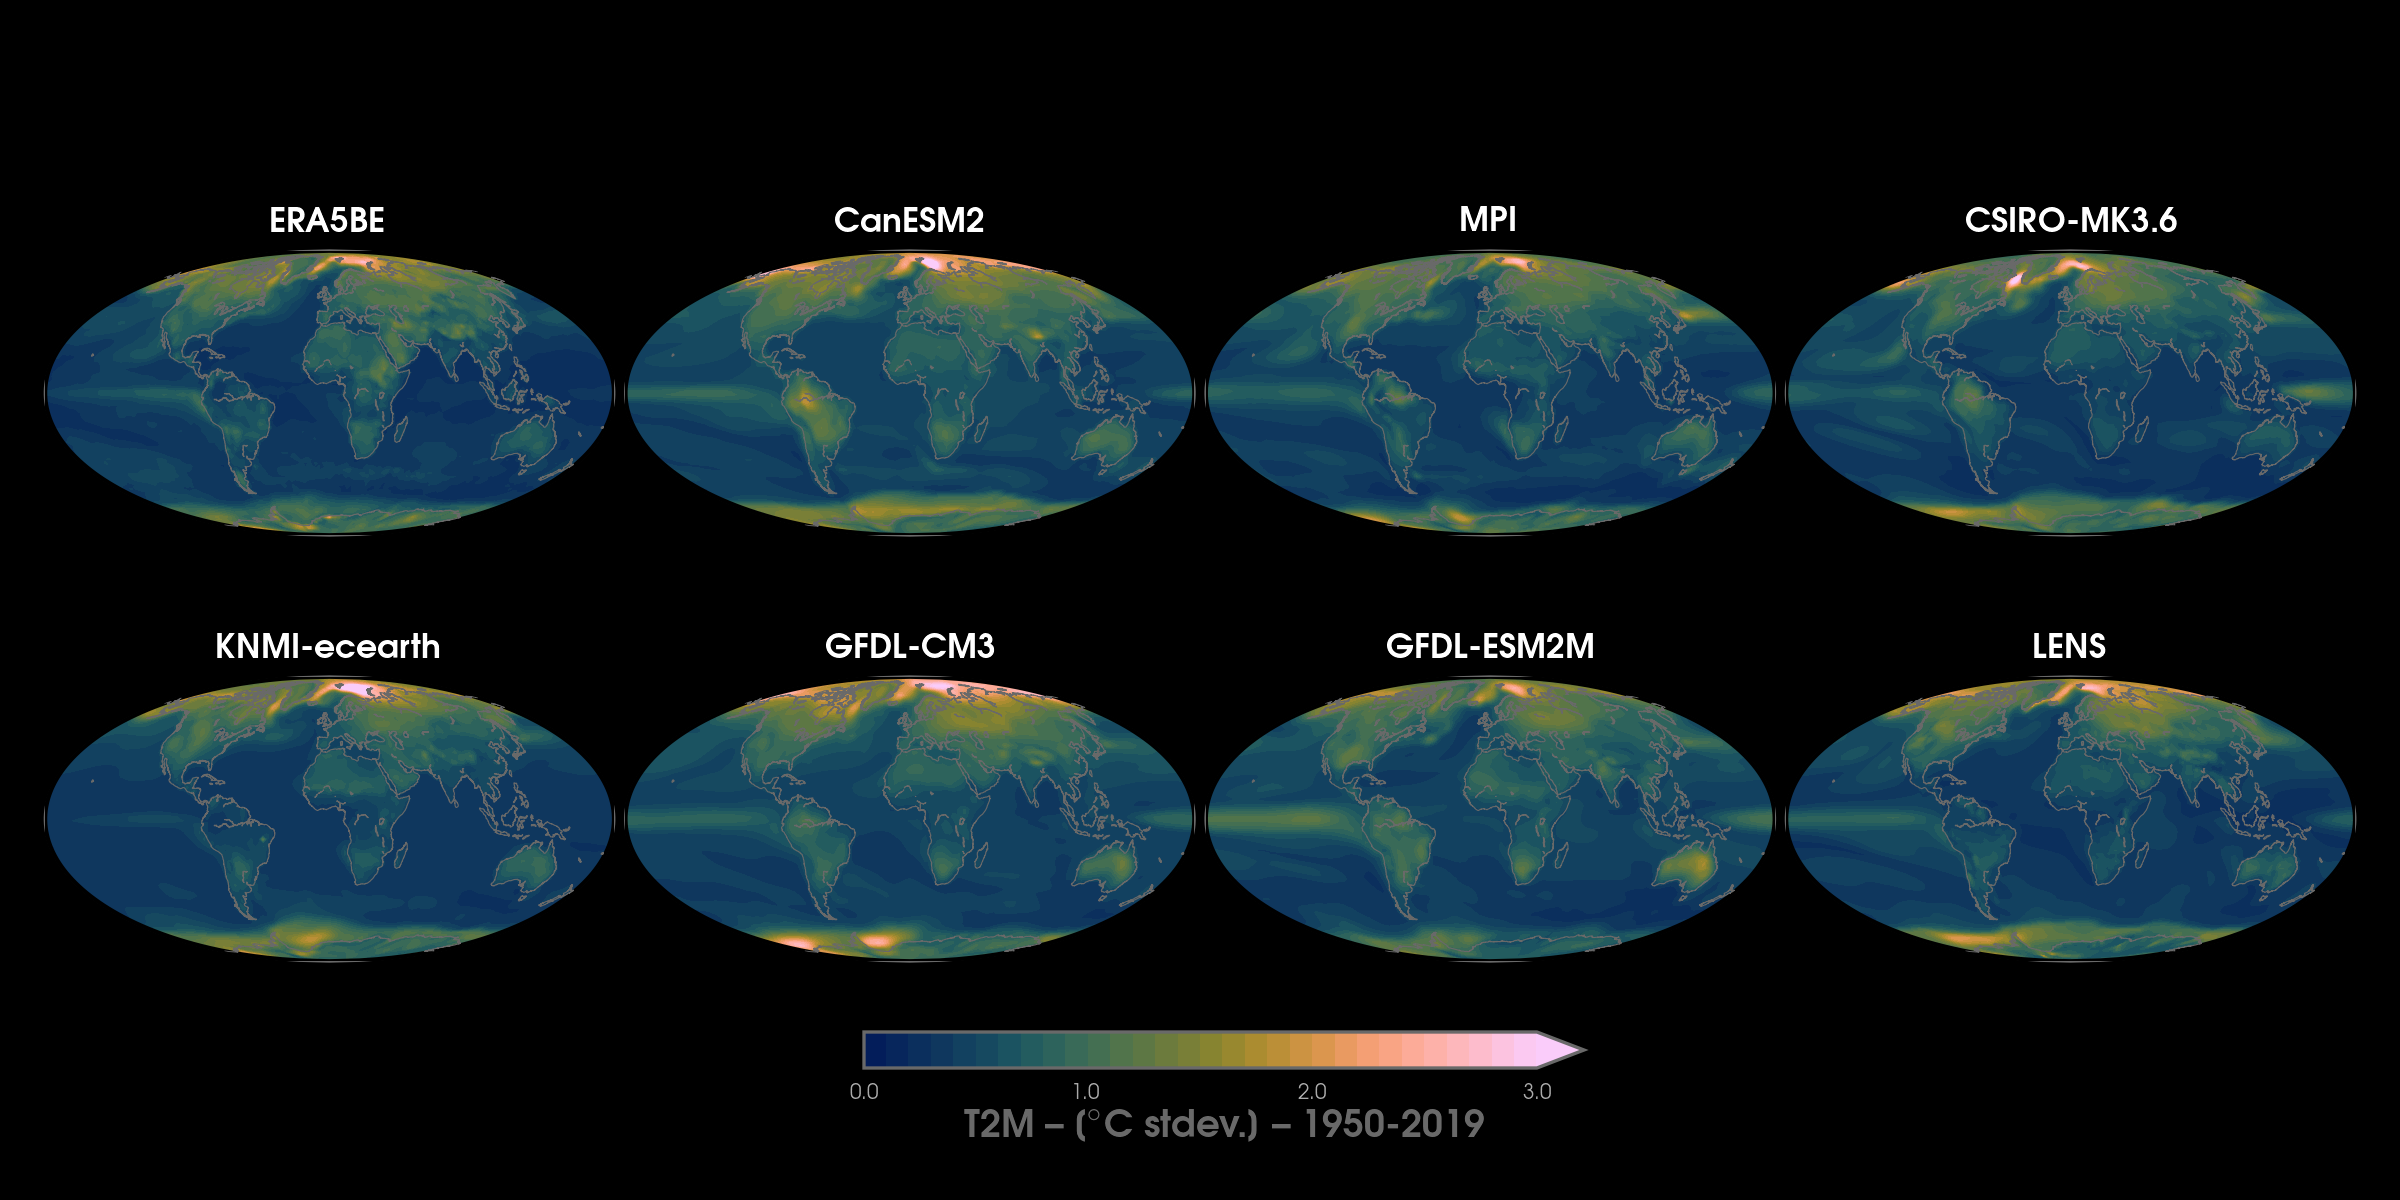 ERA5BE CanESM2 MPI CSIRO-MK3.6
KNMI-ecearth GFDL-CM3 GFDL-ESM2M LENS
0.0 1.0 2.0 3.0
T2M – (°C stdev.) – 1950-2019